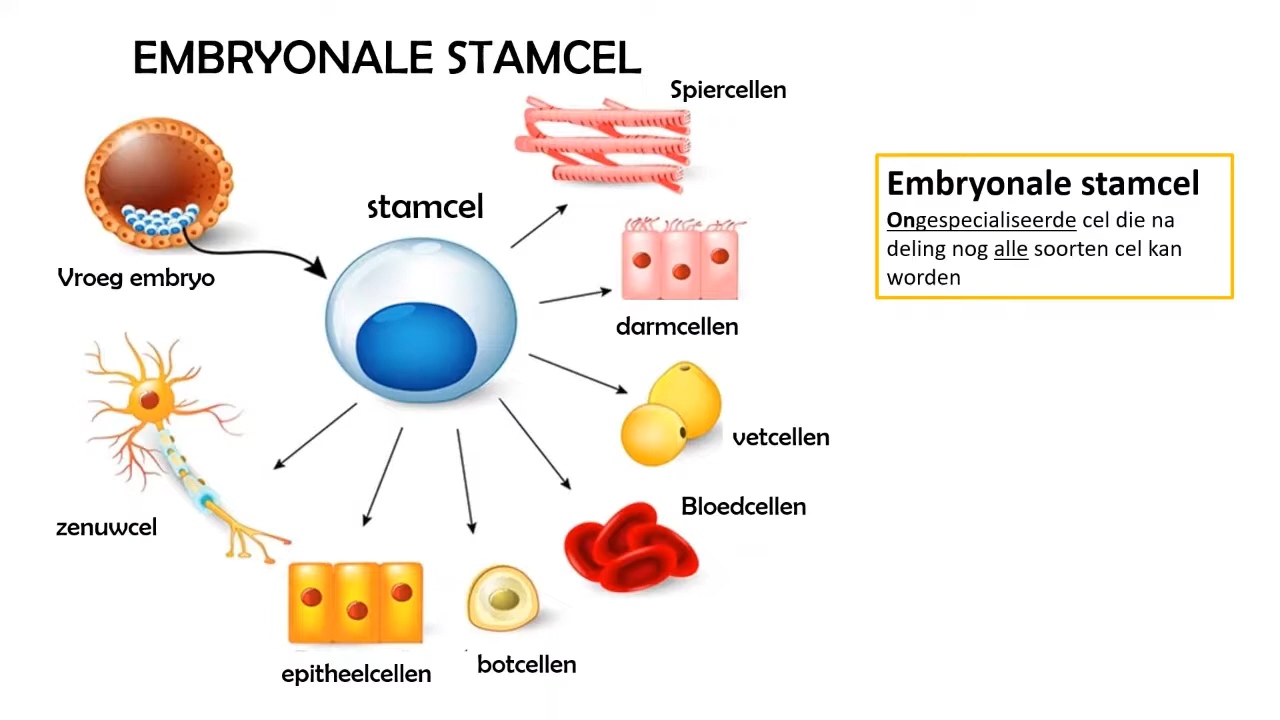 EMBRYONALE STAMCEL
Spiercellen
stamcel
Vroeg embryo
darmcellen
vetcellen
Bloedcellen
zenuwcel
epitheelcellen
botcellen
Embryonale stamcel
Ongespecialiseerde cel die na
deling nog alle soorten cel kan
worden